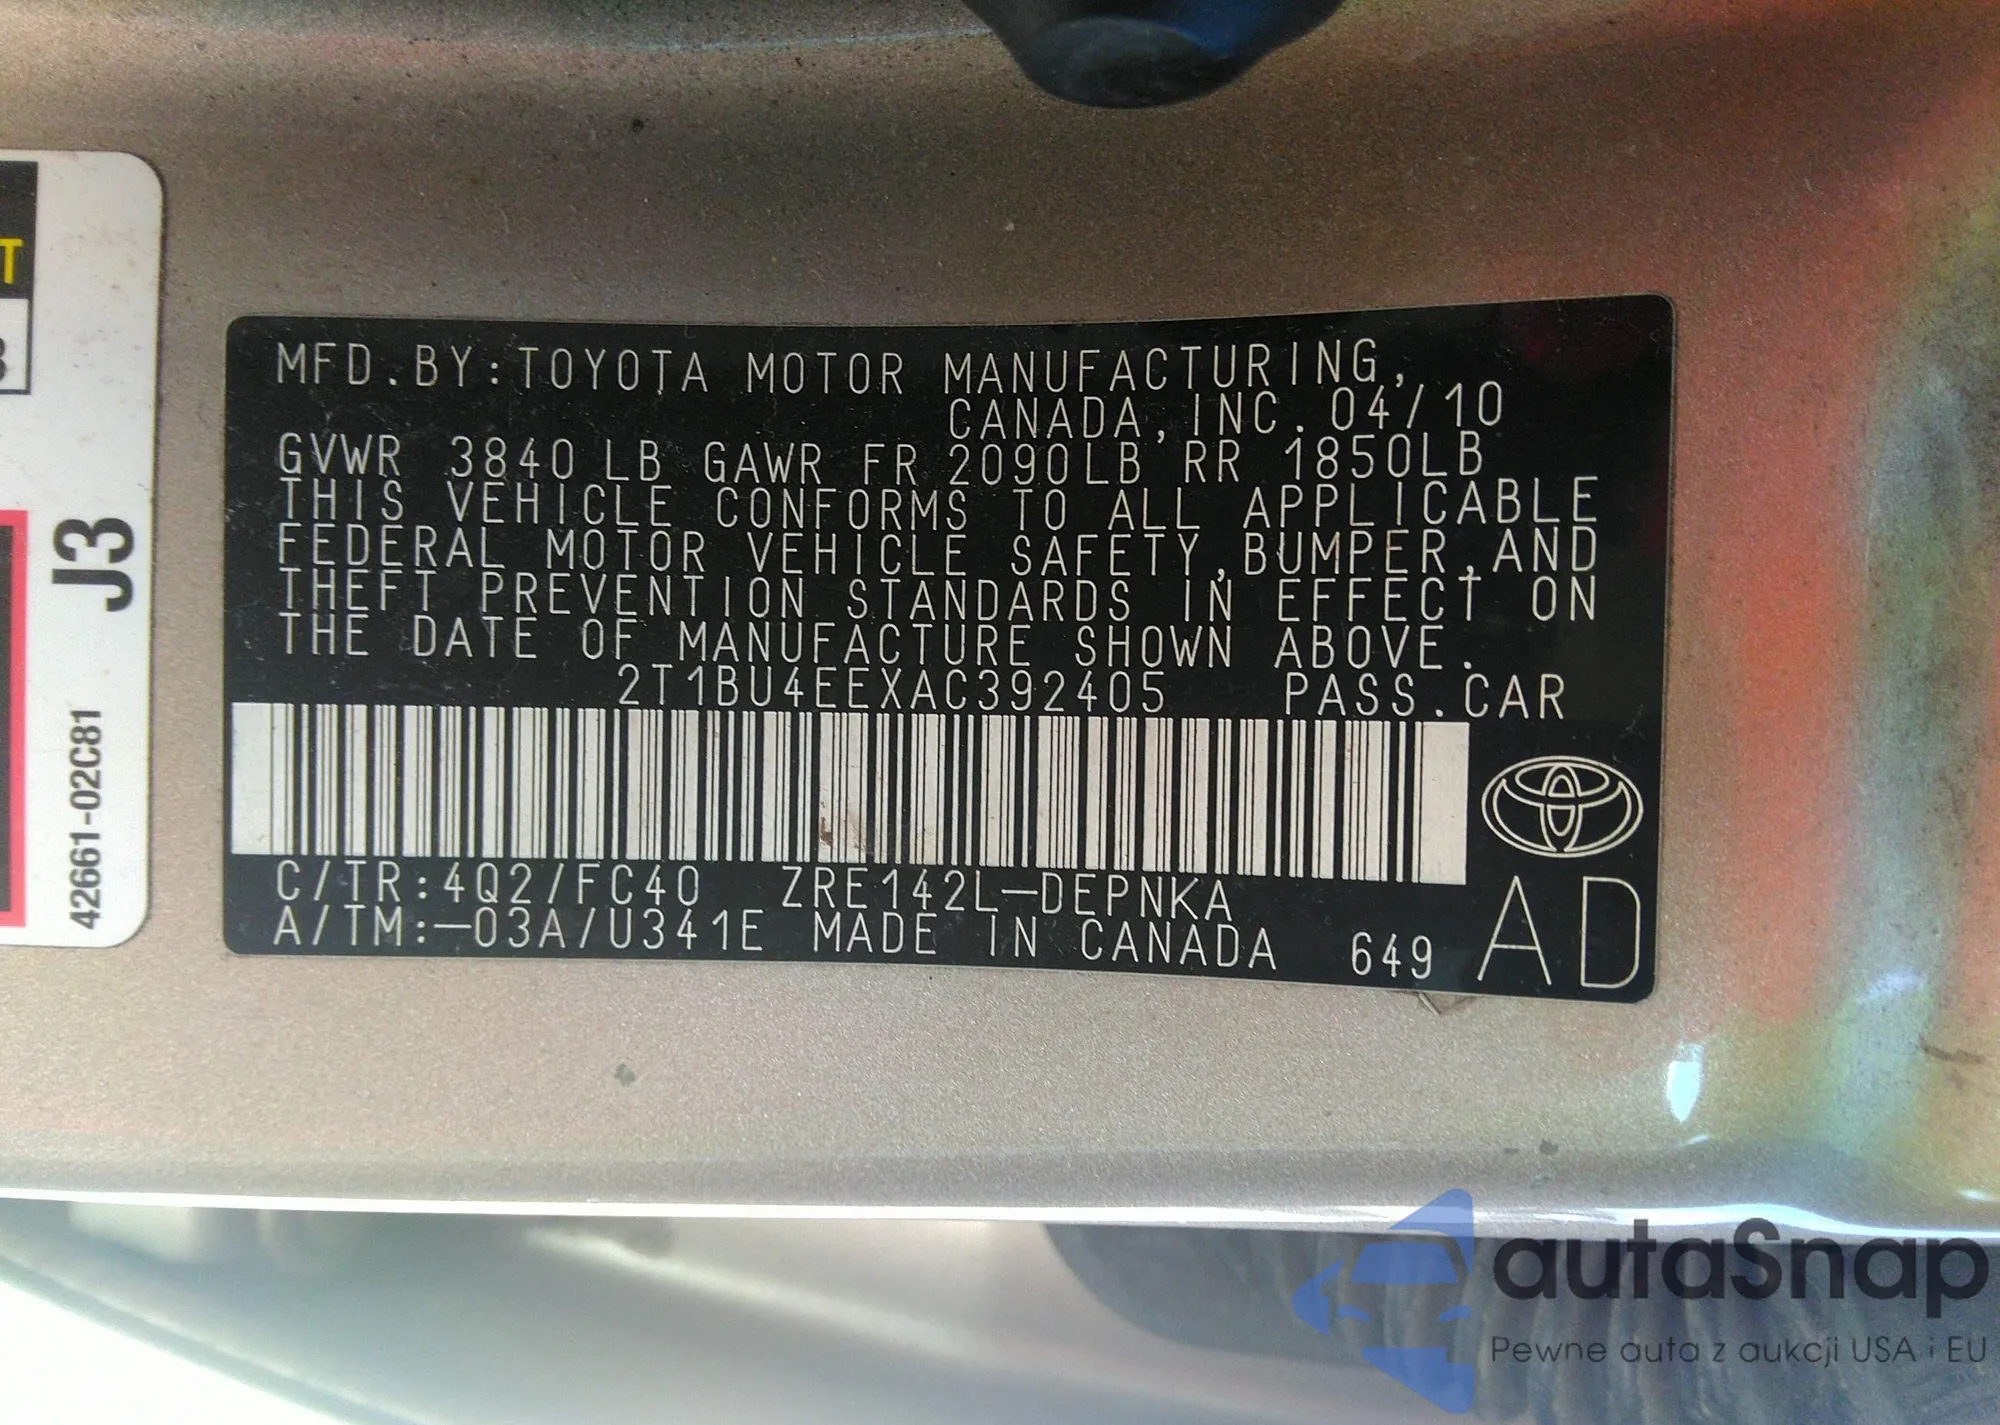 T
3
J3
42661-02C81
MFD.BY:TOYOTA MOTOR MANUFACTURING,
CANADA,INC.04/10
GVWR 3840LB GAWR FR 2090LB RR 1850LB
THIS VEHICLE CONFORMS TO ALL APPLICABLE
FEDERAL MOTOR VEHICLE SAFETY,BUMPER,AND
THEFT PREVENTION STANDARDS IN EFFECT ON
THE DATE OF MANUFACTURE SHOWN ABOVE.
2T1BU4EEXAC392405 PASS.CAR
C/TR:4Q2/FC40 ZRE142L-DEPNKA
A/TM:-03A/U341E MADE IN CANADA 649 AD
autaSnap
Pewne auta z aukcji USA i EU